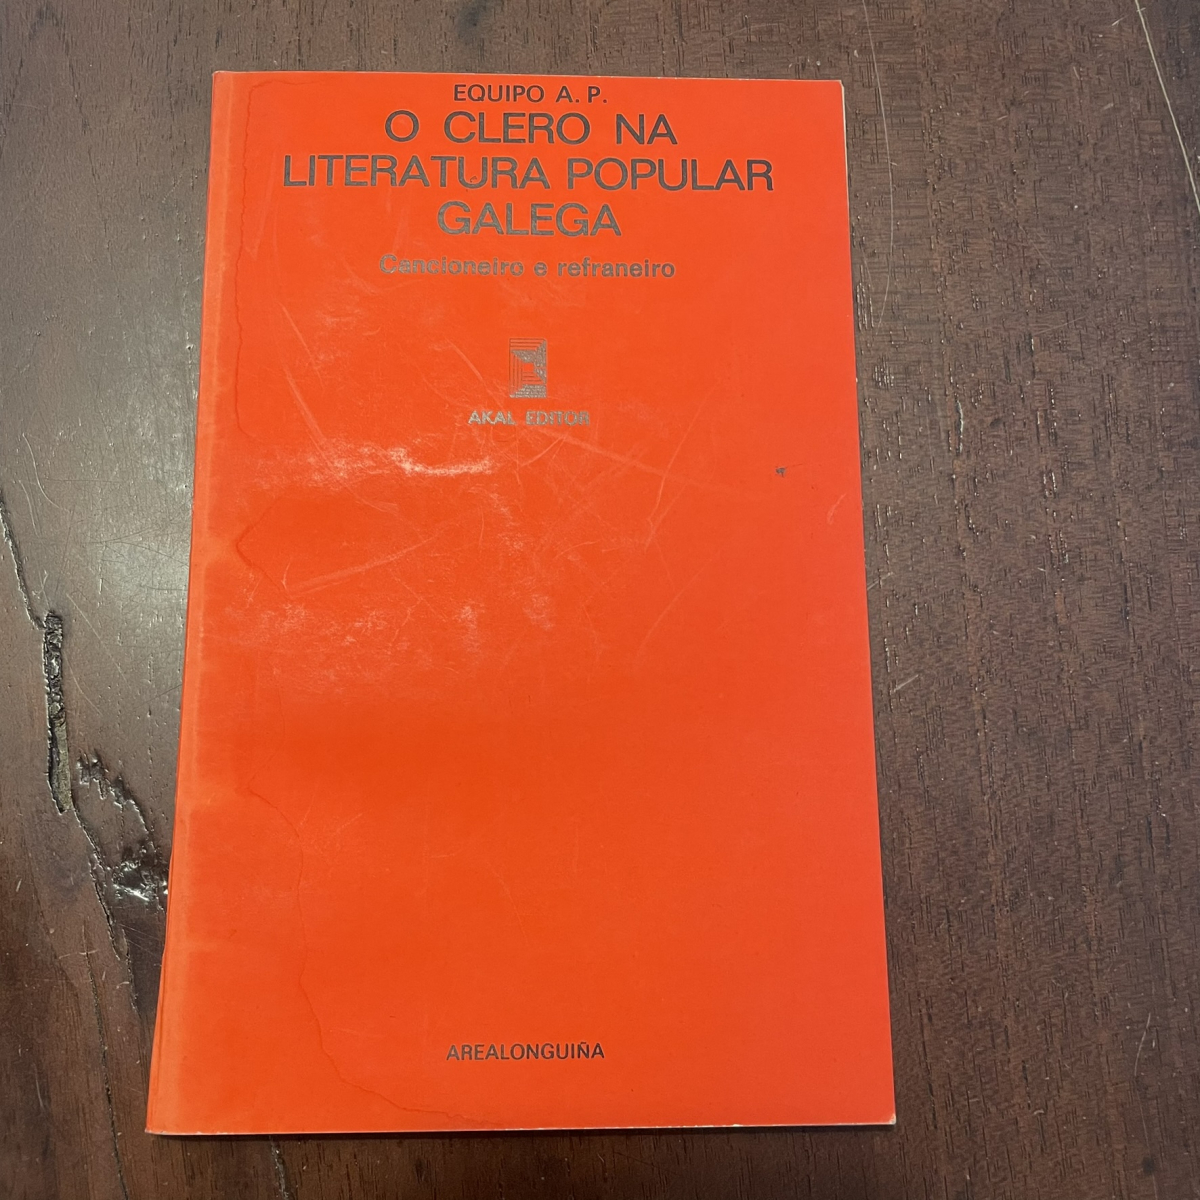 EQUIPO A. P.
O CLERO NA
LITERATURA POPULAR
GALEGA
Cancioneiro e refraneiro
AKAL EDITOR
AREALONGUIÑA